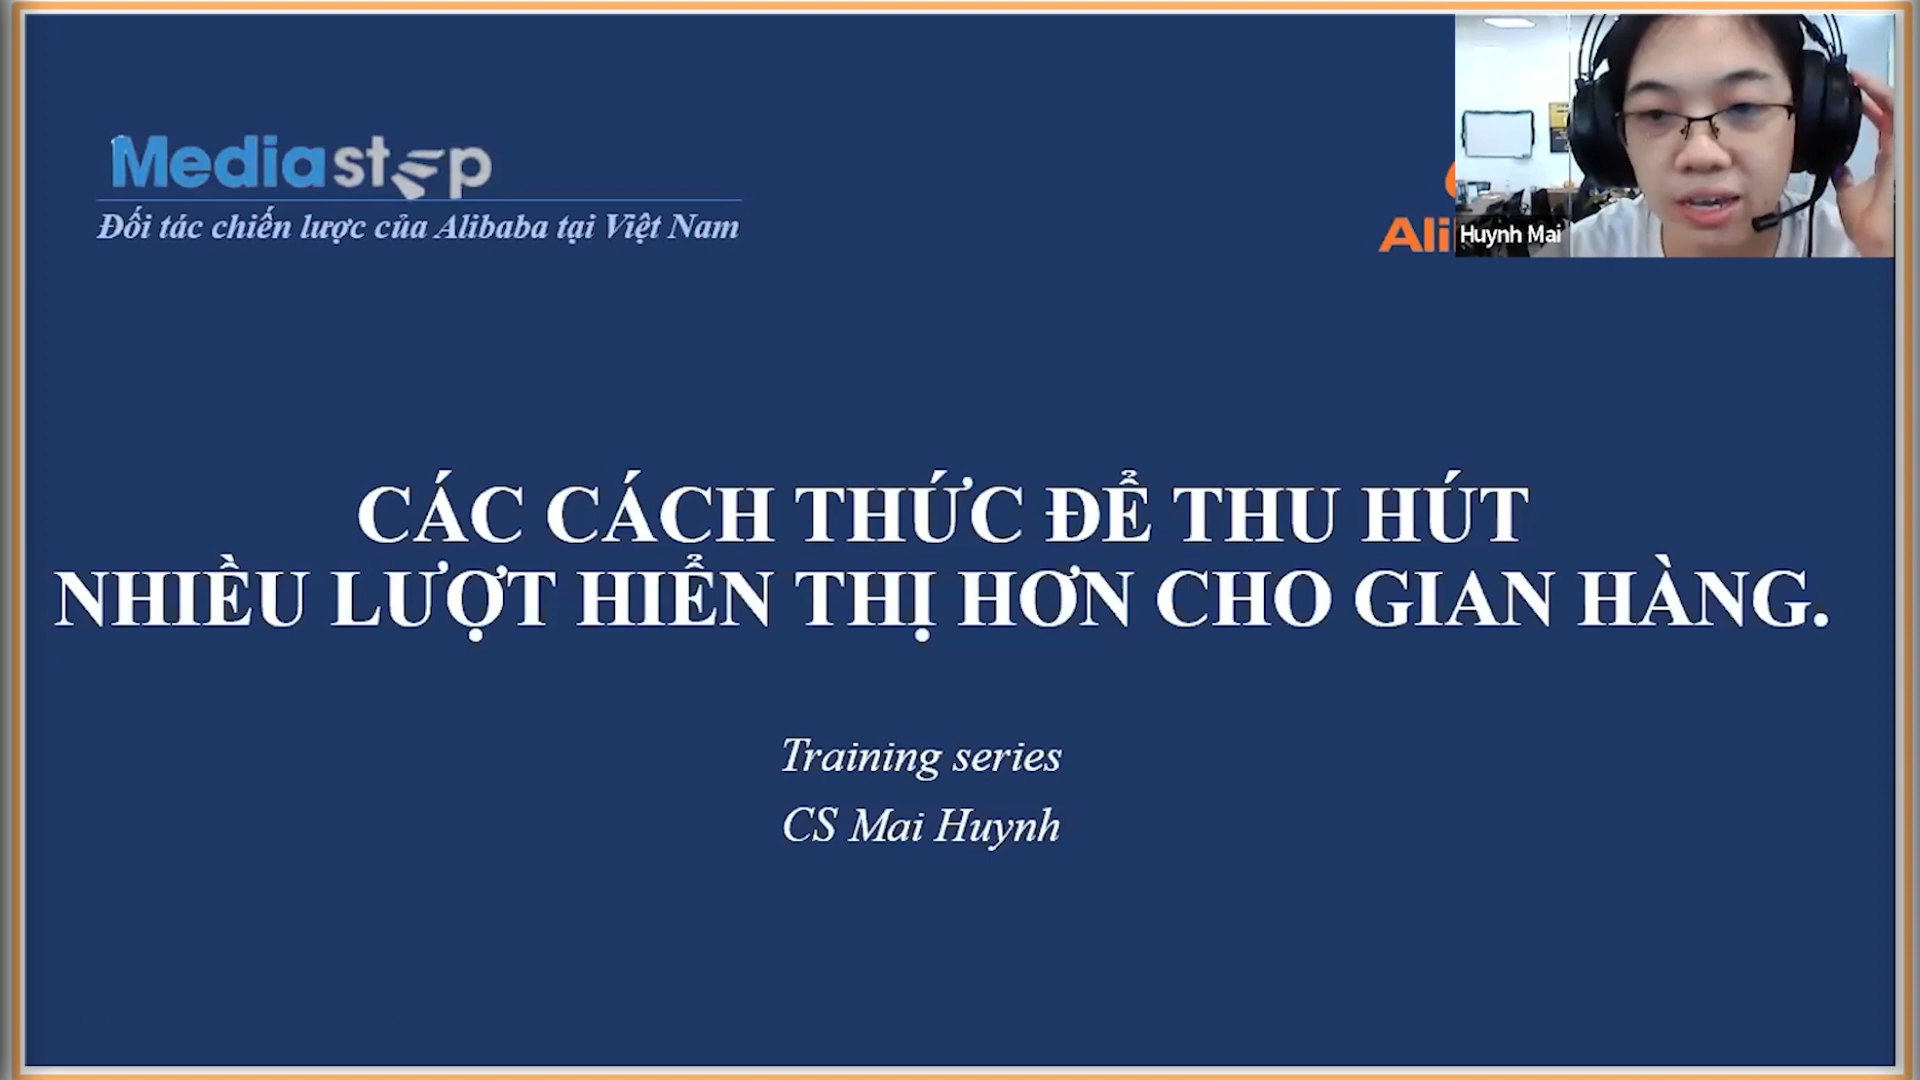 Mediastep
Đối tác chiến lược của Alibaba tại Việt Nam
Ali
Huynh Mai
CÁC CÁCH THỨC ĐỂ THU HÚT
NHIỀU LƯỢT HIỂN THỊ HƠN CHO GIAN HÀNG.
Training series
CS Mai Huynh